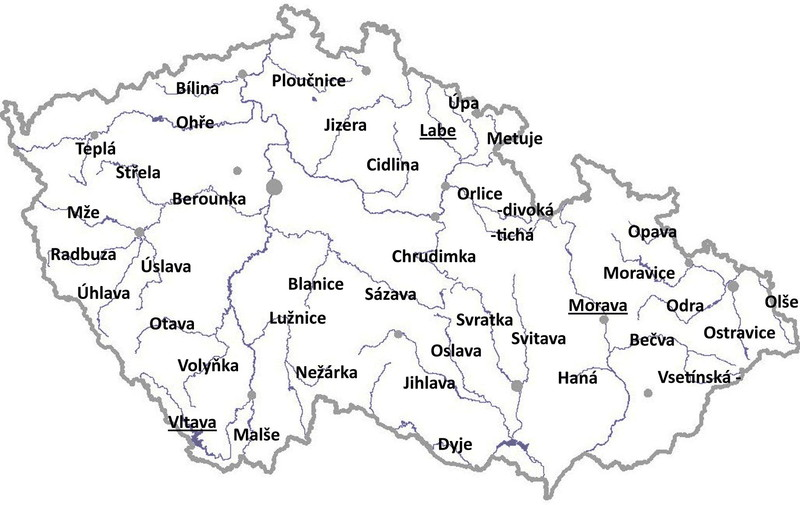 Bílina
Ploučnice
Úpa
Ohře
Jizera
Labe
Metuje
Teplá
Cidlina
Střela
Orlice
Berounka
-divoká
Mže
-tichá
Opava
Radbuza
Chrudimka
Úslava
Moravice
Blanice
Úhlava
Sázava
Morava
Odra
Olše
Otava
Lužnice
Svratka
Svitava
Ostravice
Bečva
Oslava
Volyňka
Nežárka
Jihlava
Haná
Vsetínská -
Vltava
Malše
Dyje